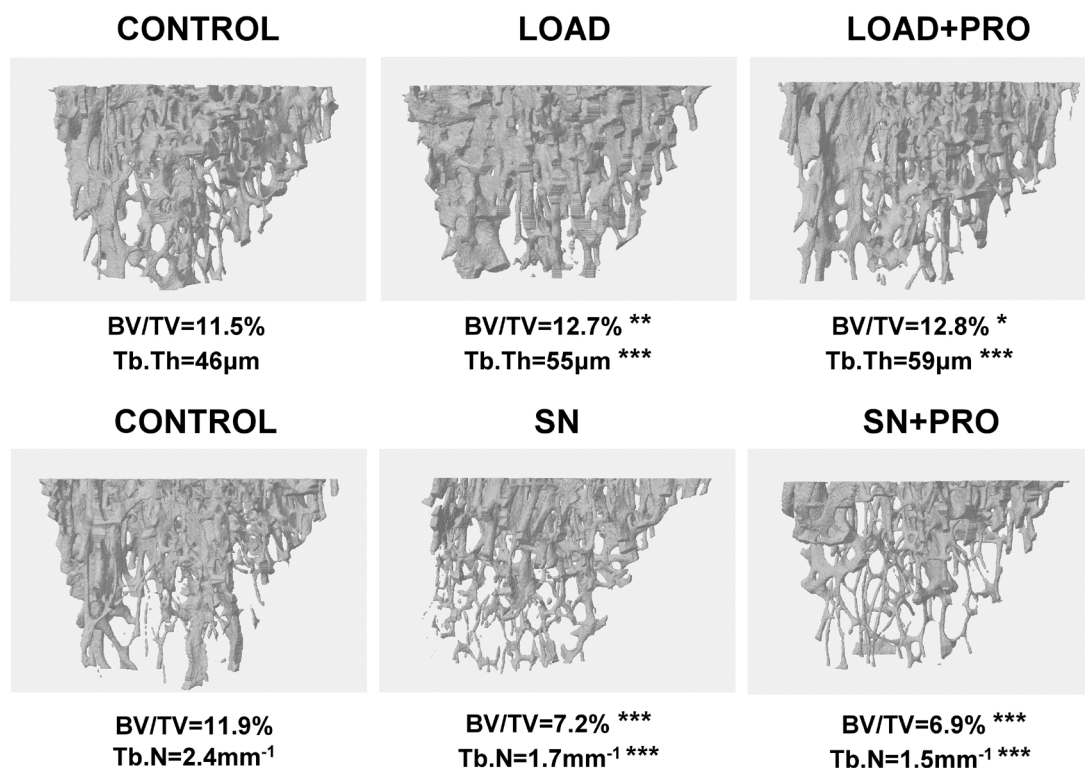 CONTROL LOAD LOAD+PRO
BV/TV=11.5% BV/TV=12.7% ** BV/TV=12.8% *
Tb.Th=46µm Tb.Th=55µm *** Tb.Th=59µm ***
CONTROL SN SN+PRO
BV/TV=11.9% BV/TV=7.2% *** BV/TV=6.9% ***
Tb.N=2.4mm⁻¹ Tb.N=1.7mm⁻¹ *** Tb.N=1.5mm⁻¹ ***